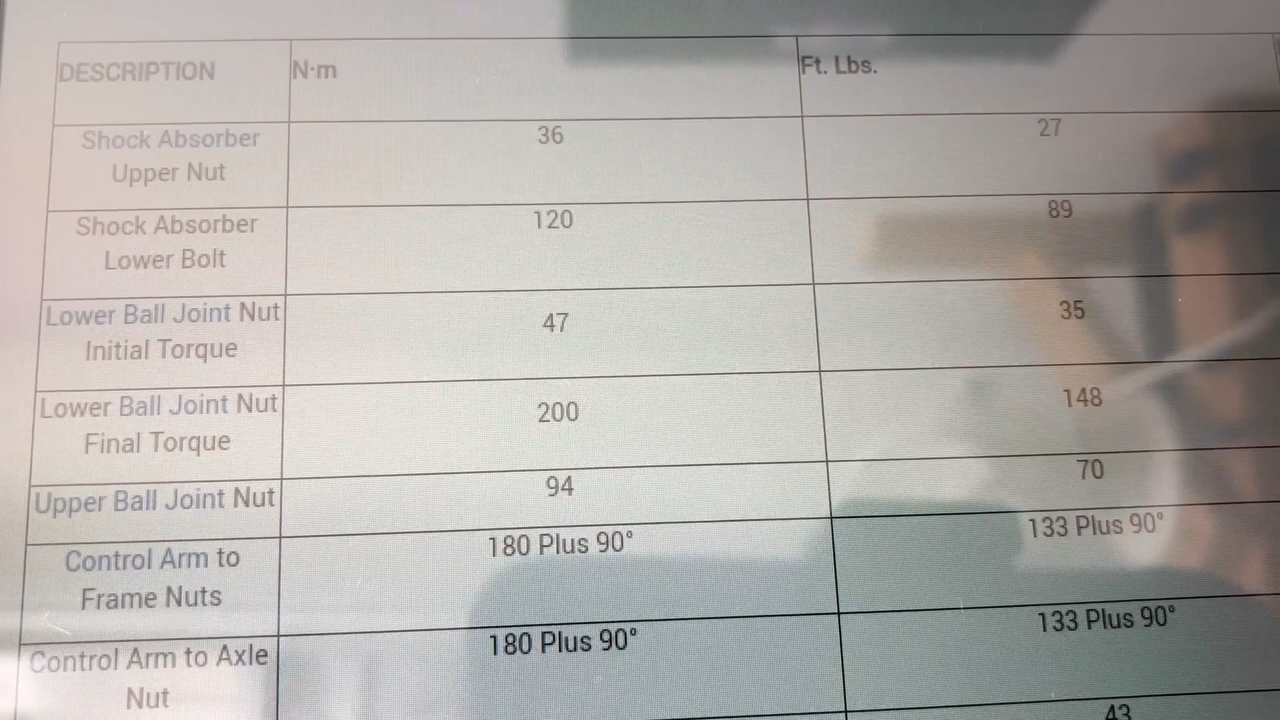 DESCRIPTION N·m Ft. Lbs.
Shock Absorber
Upper Nut 36 27
Shock Absorber
Lower Bolt 120 89
Lower Ball Joint Nut
Initial Torque 47 35
Lower Ball Joint Nut
Final Torque 200 148
Upper Ball Joint Nut 94 70
Control Arm to
Frame Nuts 180 Plus 90° 133 Plus 90°
Control Arm to Axle
Nut 180 Plus 90° 133 Plus 90°
43